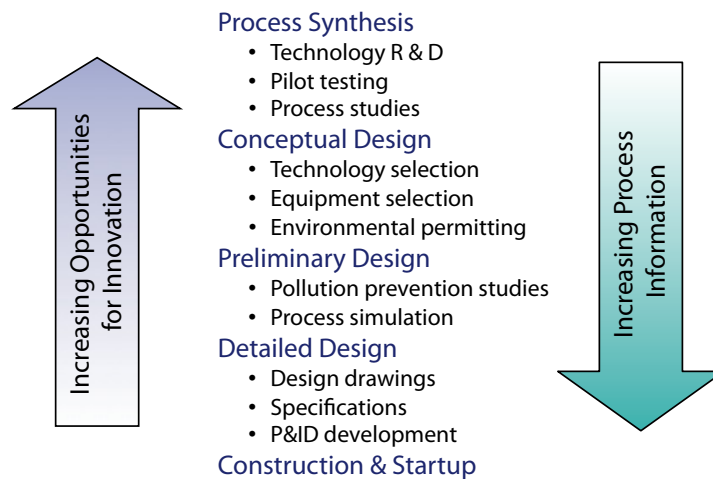 Process Synthesis
• Technology R & D
• Pilot testing
• Process studies
Conceptual Design
• Technology selection
• Equipment selection
• Environmental permitting
Preliminary Design
• Pollution prevention studies
• Process simulation
Detailed Design
• Design drawings
• Specifications
• P&ID development
Construction & Startup
Increasing Opportunities
for Innovation
Increasing Process
Information